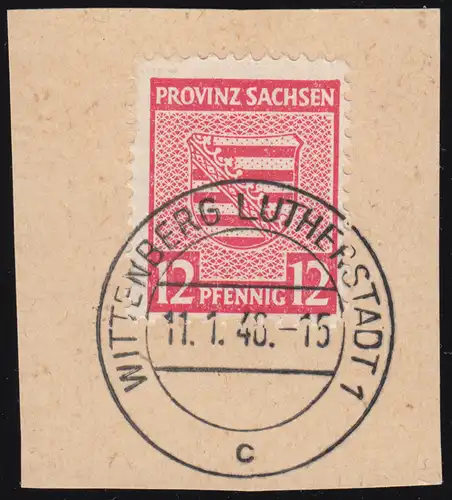 PROVINZ SACHSEN
12 PFENNIG 12
WITTENBERG LUTHERSTADT 1
11. 1. 46. -15
c